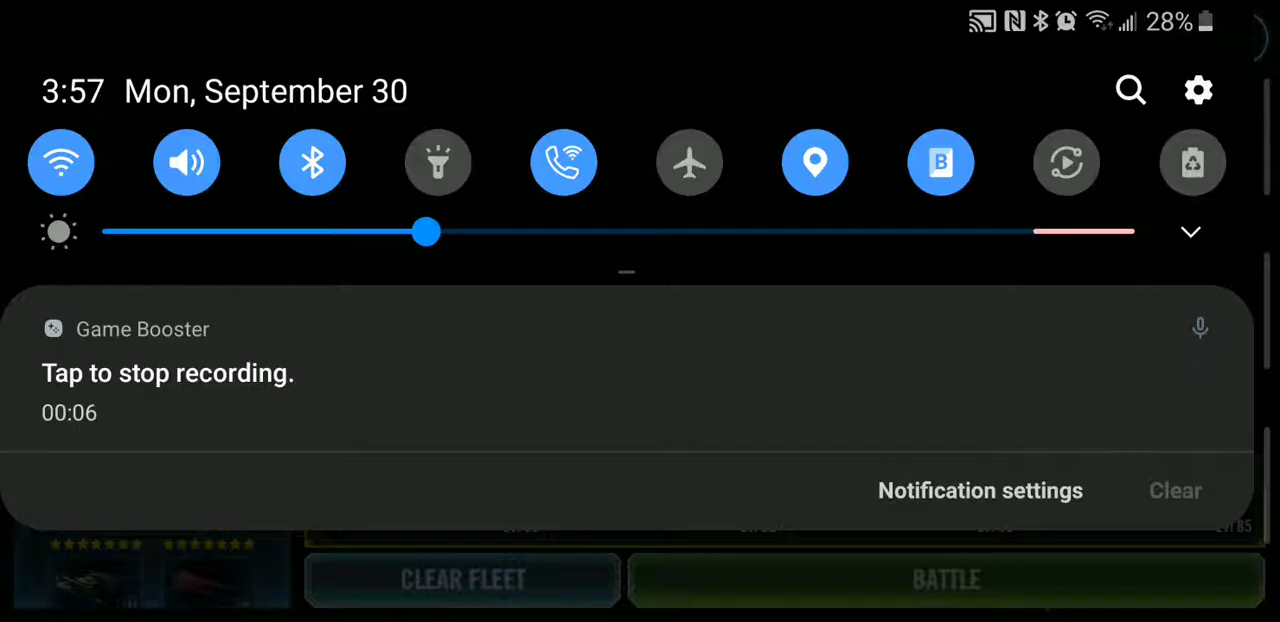 28%
3:57 Mon, September 30
B
Game Booster
Tap to stop recording.
00:06
Notification settings
Clear
CLEAR FLEET
BATTLE